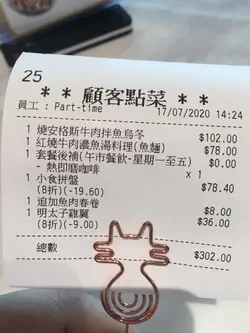 25
* * 顧客點菜 * *
員工 : Part-time 17/07/2020 14:24
1 燒安格斯牛肉拌魚烏冬 $102.00
1 紅燒牛肉濃魚湯料理(魚麵) $78.00
1 套餐後補(午市餐飲-星期一至五) $0.00
- 熱即磨咖啡 x 1
1 小食拼盤 $78.40
(8折)(-19.60)
1 追加魚肉春卷 $8.00
1 明太子雞翼 $36.00
(8折)(-9.00)
總數 $302.00